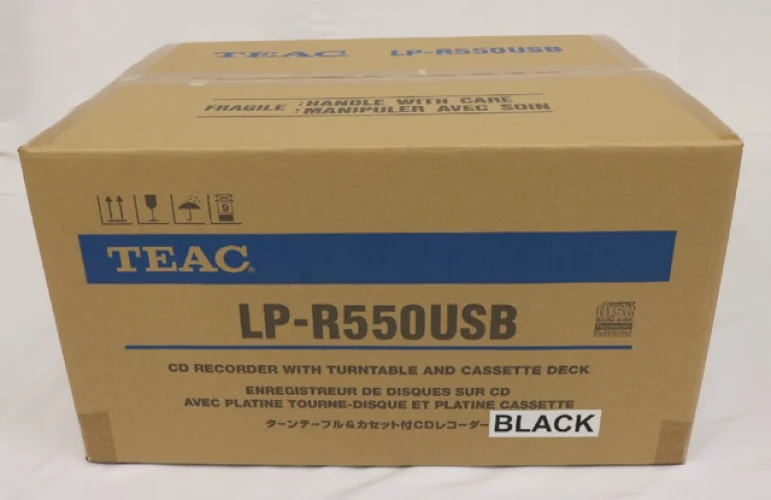 TEAC LP-R550USB
FRAGILE : HANDLE WITH CARE
: MANIPULER AVEC SOIN
9
TEAC
LP-R550USB
CD RECORDER WITH TURNTABLE AND CASSETTE DECK
ENREGISTREUR DE DISQUES SUR CD
AVEC PLATINE TOURNE-DISQUE ET PLATINE CASSETTE
ターンテーブル&カセット付CDレコーダー
BLACK